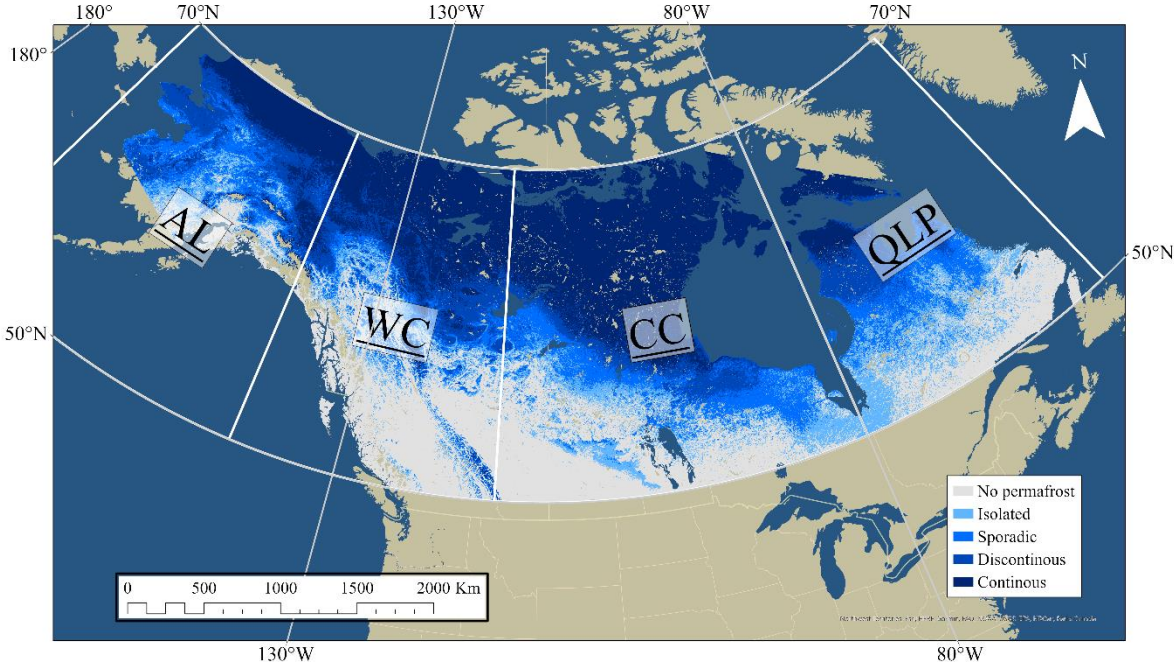 180° 70°N 130°W 80°W 70°N
180°
N
AL
QLP
50°N
WC
CC
50°N
No permafrost
Isolated
Sporadic
Discontinous
Continous
0 500 1000 1500 2000 Km
130°W 80°W